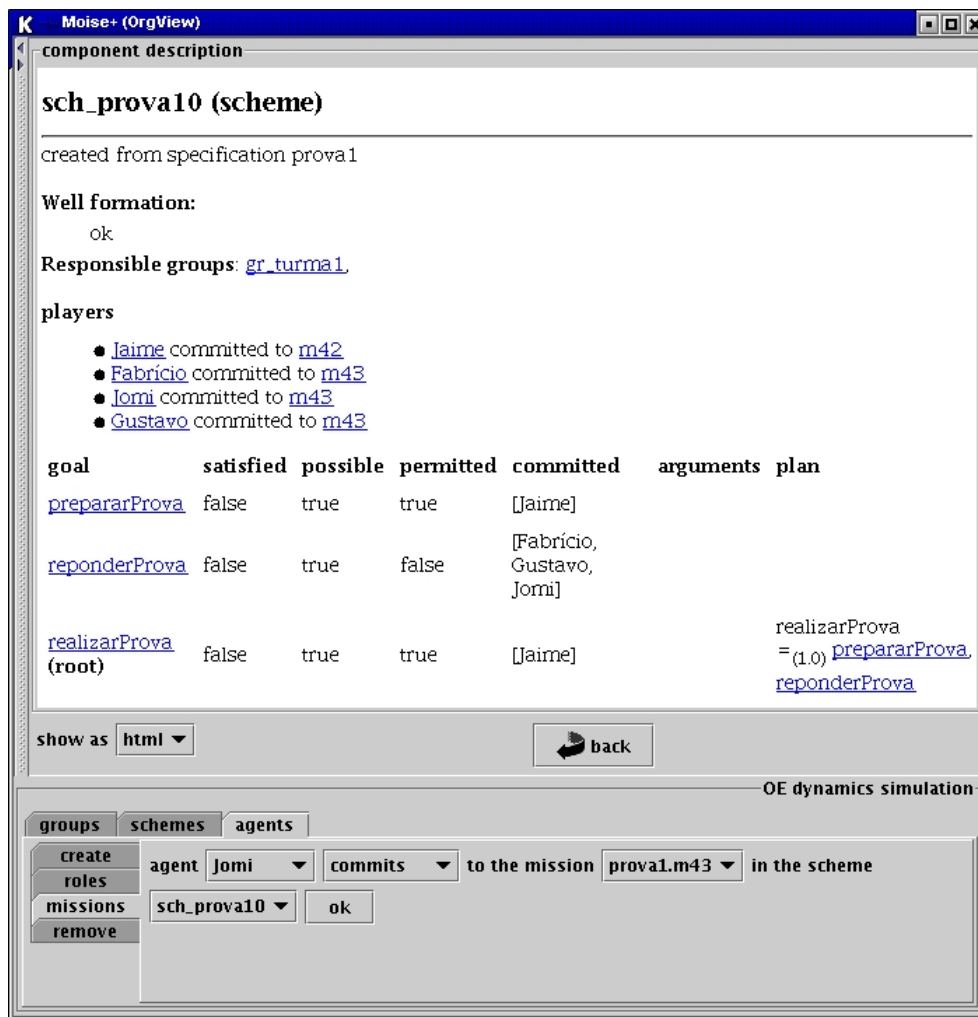 K Moise+ (OrgView)
component description
sch_prova10 (scheme)
created from specification prova1
Well formation:
ok
Responsible groups: gr_turma1,
players
● Jaime committed to m42
● Fabrício committed to m43
● Jomi committed to m43
● Gustavo committed to m43
goal satisfied possible permitted committed arguments plan
prepararProva false true true [Jaime]
reponderProva false true false [Fabrício,
Gustavo,
Jomi]
realizarProva
(root) false true true [Jaime] realizarProva
=(1.0) prepararProva,
reponderProva
show as html back
OE dynamics simulation
groups schemes agents
create
roles
missions
remove
agent Jomi commits to the mission prova1.m43 in the scheme
sch_prova10 ok